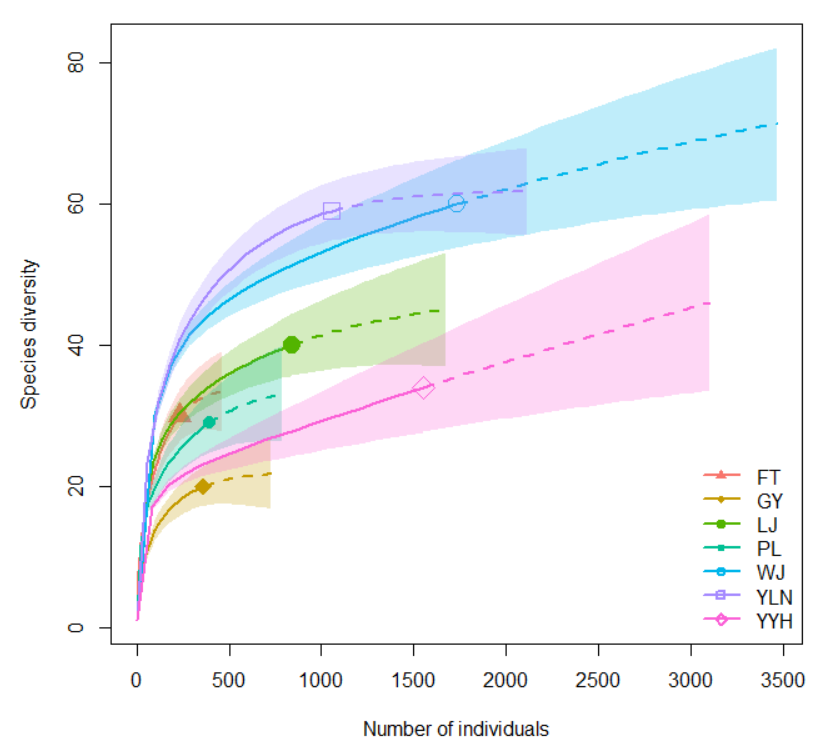 Species diversity
80
60
40
20
0
FT
GY
LJ
PL
WJ
YLN
YYH
0 500 1000 1500 2000 2500 3000 3500
Number of individuals